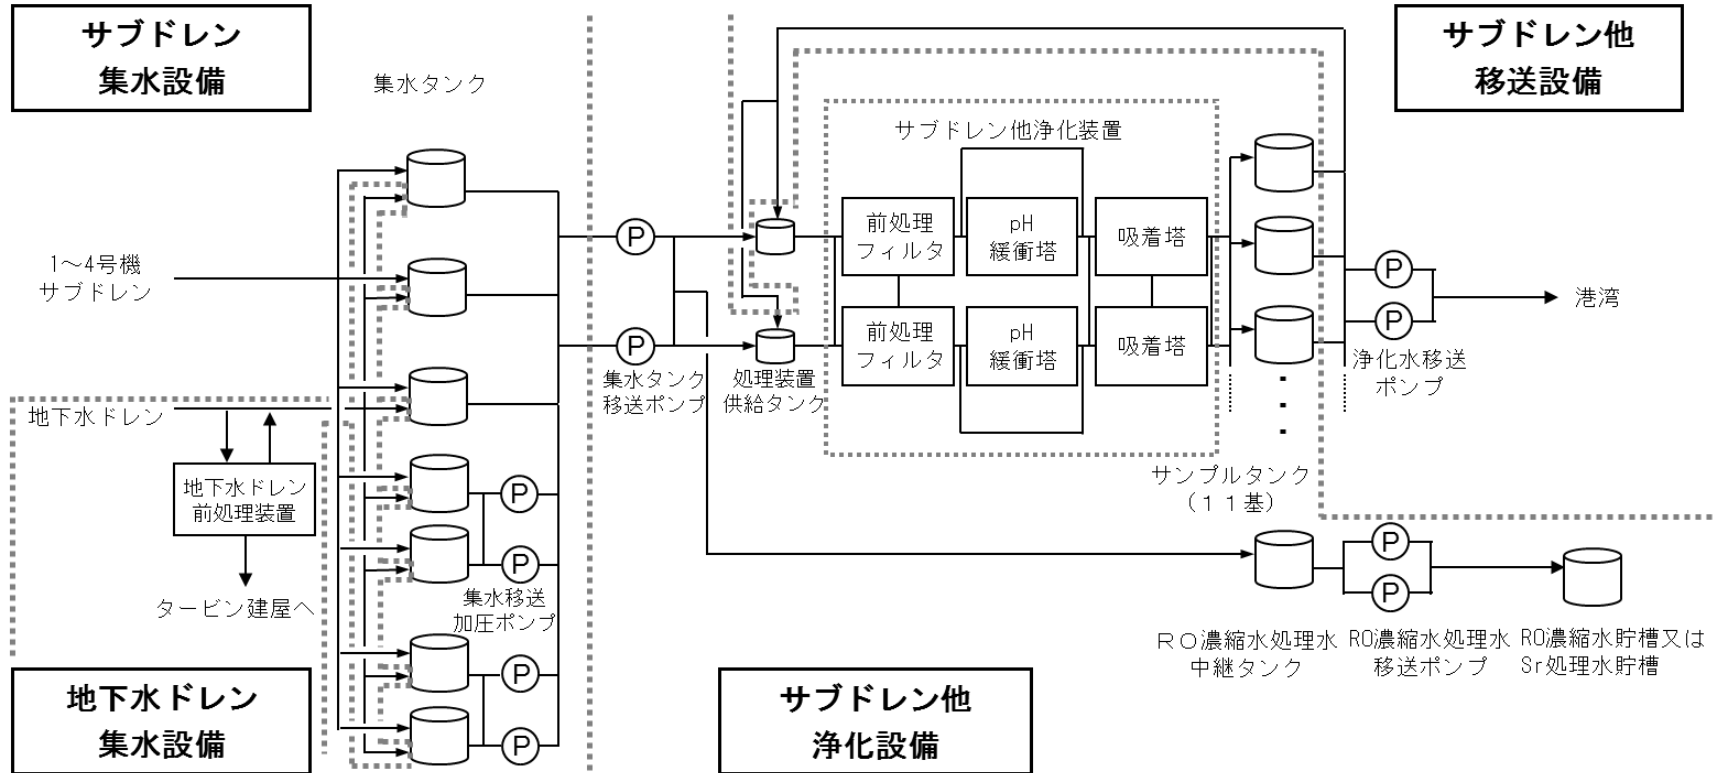 サブドレン
集水設備
集水タンク
サブドレン他
移送設備
サブドレン他浄化装置
前処理
フィルタ
pH
緩衝塔
吸着塔
P
1～4号機
サブドレン
P
港湾
前処理
フィルタ
pH
緩衝塔
吸着塔
P
P
集水タンク
移送ポンプ
処理装置
供給タンク
浄化水移送
ポンプ
地下水ドレン
地下水ドレン
前処理装置
P
サンプルタンク
（１１基）
P
P
P
タービン建屋へ
集水移送
加圧ポンプ
ＲＯ濃縮水処理水
中継タンク
RO濃縮水処理水
移送ポンプ
RO濃縮水貯槽又は
Sr処理水貯槽
P
P
地下水ドレン
集水設備
サブドレン他
浄化設備